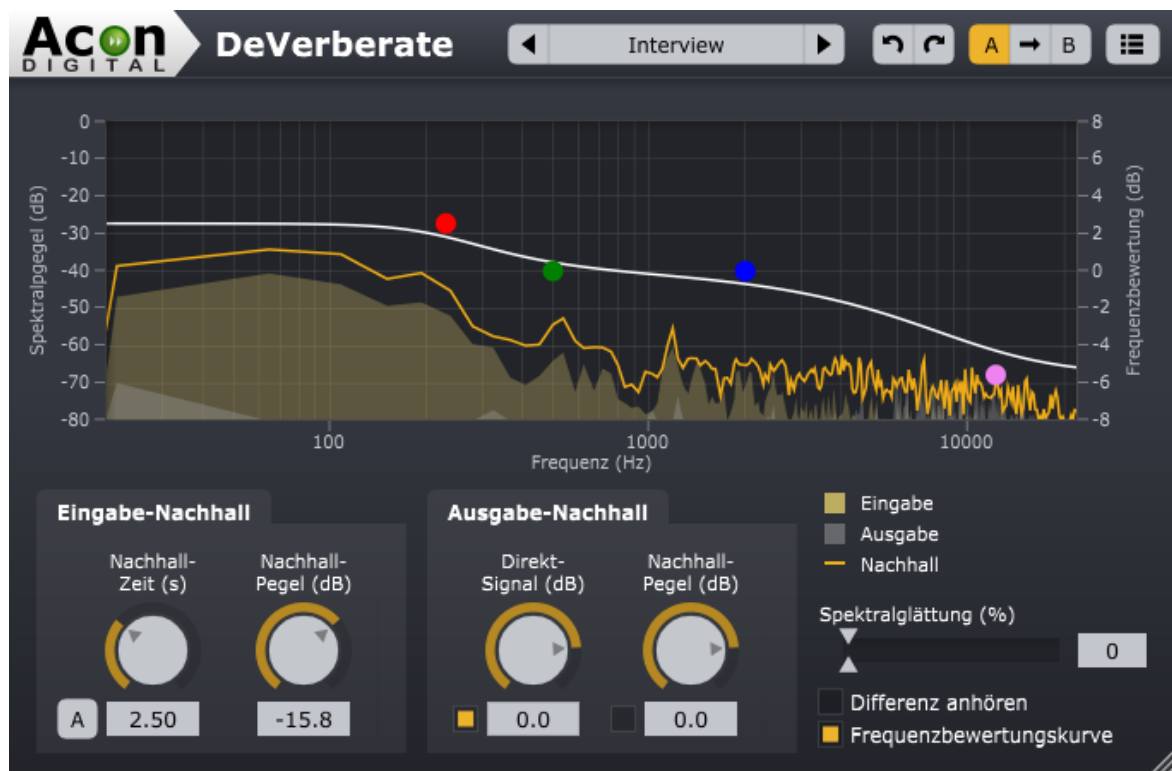 Acon
DIGITAL
DeVerberate
Interview
A
B
0
-10
-20
-30
-40
-50
-60
-70
-80
Spektralpgegel (dB)
8
6
4
2
0
-2
-4
-6
-8
Frequenzbewertung (dB)
100
1000
10000
Frequenz (Hz)
Eingabe-Nachhall
Nachhall-
Zeit (s)
Nachhall-
Pegel (dB)
A
2.50
-15.8
Ausgabe-Nachhall
Direkt-
Signal (dB)
Nachhall-
Pegel (dB)
0.0
0.0
Eingabe
Ausgabe
Nachhall
Spektralglättung (%)
0
Differenz anhören
Frequenzbewertungskurve